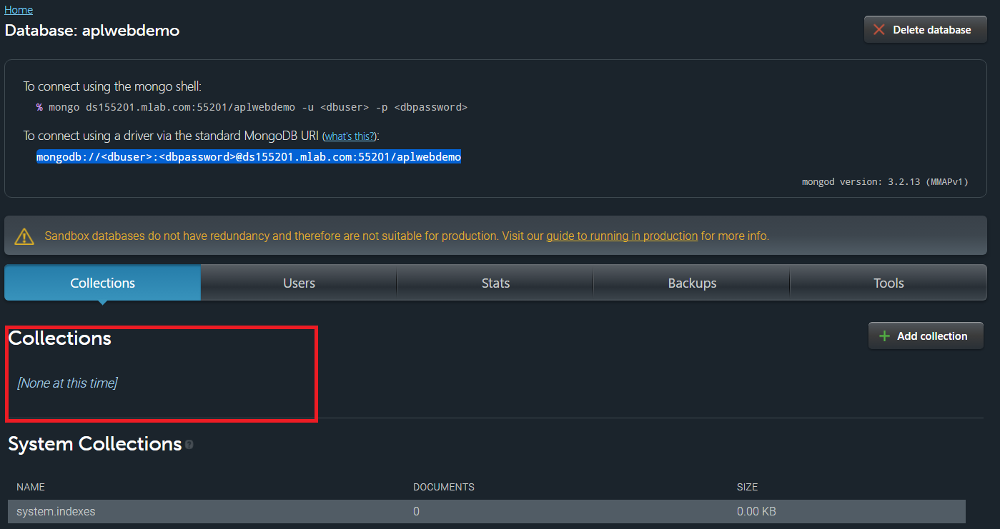 Home
Database: aplwebdemo
Delete database
To connect using the mongo shell:
% mongo ds155201.mlab.com:55201/aplwebdemo -u <dbuser> -p <dbpassword>
To connect using a driver via the standard MongoDB URI (what's this?):
mongodb://<dbuser>:<dbpassword>@ds155201.mlab.com:55201/aplwebdemo
mongod version: 3.2.13 (MMAPv1)
Sandbox databases do not have redundancy and therefore are not suitable for production. Visit our guide to running in production for more info.
Collections Users Stats Backups Tools
Collections
Add collection
[None at this time]
System Collections ?
NAME DOCUMENTS SIZE
system.indexes 0 0.00 KB